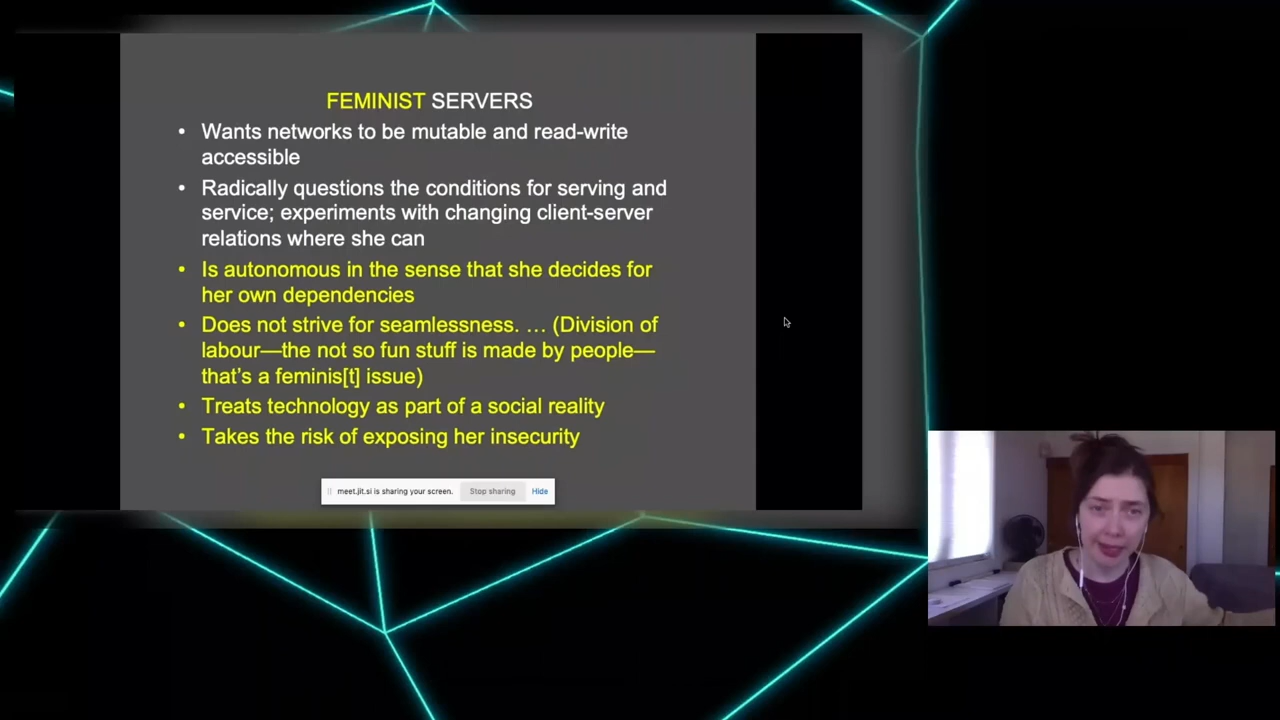 FEMINIST SERVERS
• Wants networks to be mutable and read-write
accessible
• Radically questions the conditions for serving and
service; experiments with changing client-server
relations where she can
• Is autonomous in the sense that she decides for
her own dependencies
• Does not strive for seamlessness. … (Division of
labour—the not so fun stuff is made by people—
that's a feminis[t] issue)
• Treats technology as part of a social reality
• Takes the risk of exposing her insecurity
meet.jit.si is sharing your screen. Stop sharing Hide